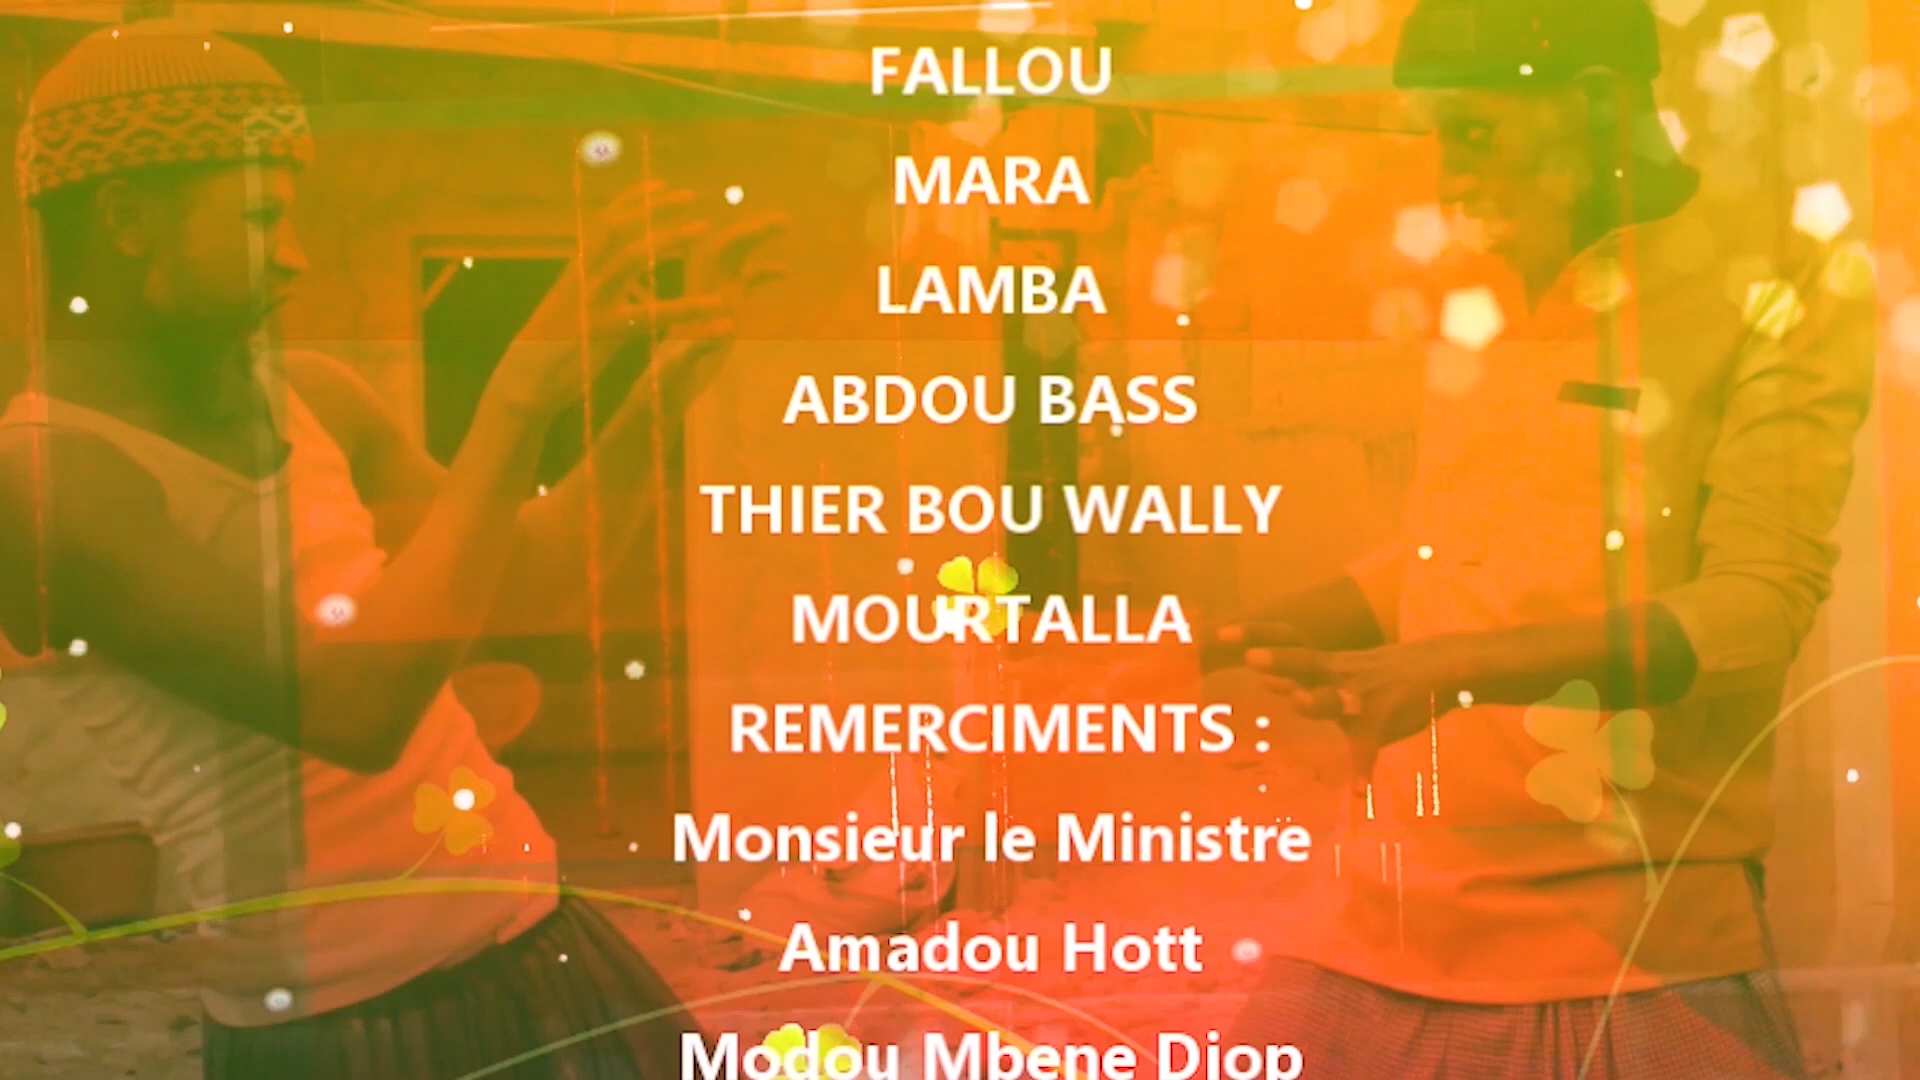 FALLOU
MARA
LAMBA
ABDOU BASS
THIER BOU WALLY
MOURTALLA
REMERCIMENTS :
Monsieur le Ministre
Amadou Hott
Modou Mbene Diop